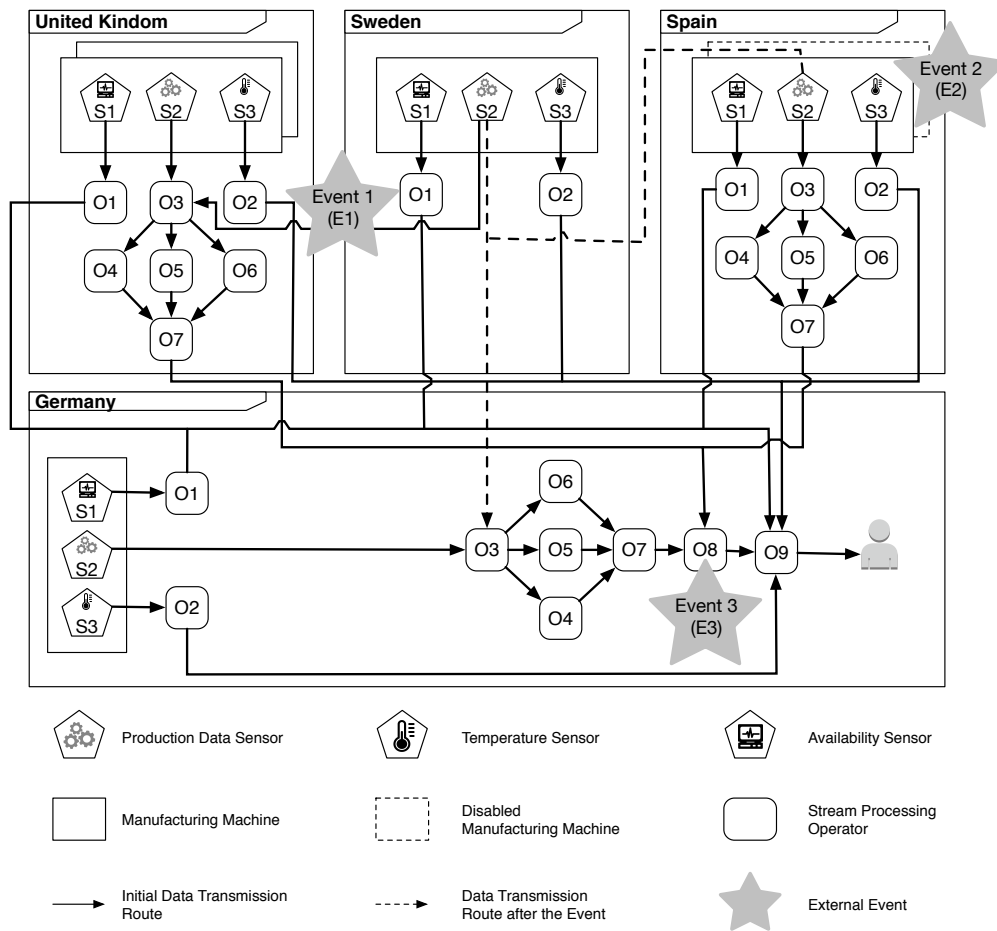 United Kindom
Sweden
Spain
S1
S2
S3
S1
S2
S3
S1
S2
S3
Event 2
(E2)
O1
O3
O2
Event 1
(E1)
O1
O2
O1
O3
O2
O4
O5
O6
O4
O5
O6
O7
O7
Germany
S1
O1
O6
S2
O3
O5
O7
O8
O9
S3
O2
O4
Event 3
(E3)
Production Data Sensor
Temperature Sensor
Availability Sensor
Manufacturing Machine
Disabled
Manufacturing Machine
Stream Processing
Operator
Initial Data Transmission
Route
Data Transmission
Route after the Event
External Event